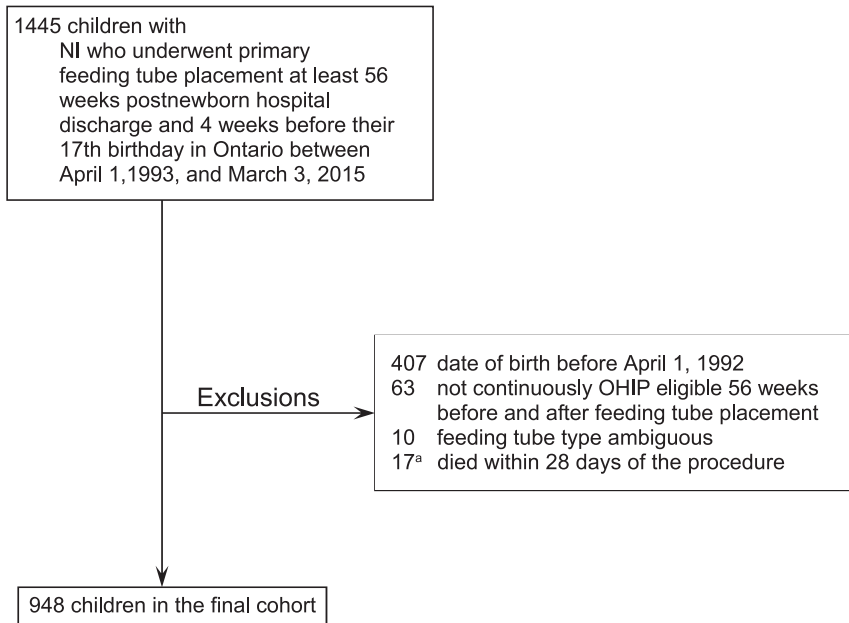 1445 children with
NI who underwent primary
feeding tube placement at least 56
weeks postnewborn hospital
discharge and 4 weeks before their
17th birthday in Ontario between
April 1,1993, and March 3, 2015
Exclusions
407 date of birth before April 1, 1992
63 not continuously OHIP eligible 56 weeks
before and after feeding tube placement
10 feeding tube type ambiguous
17ᵃ died within 28 days of the procedure
948 children in the final cohort